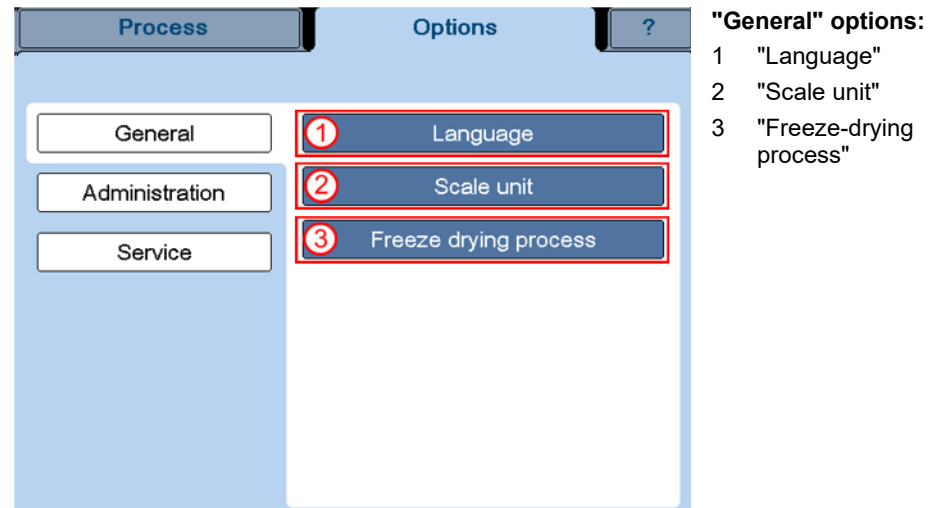 Process
Options
?
General
Administration
Service
1 Language
2 Scale unit
3 Freeze drying process
"General" options:
1 "Language"
2 "Scale unit"
3 "Freeze-drying
process"